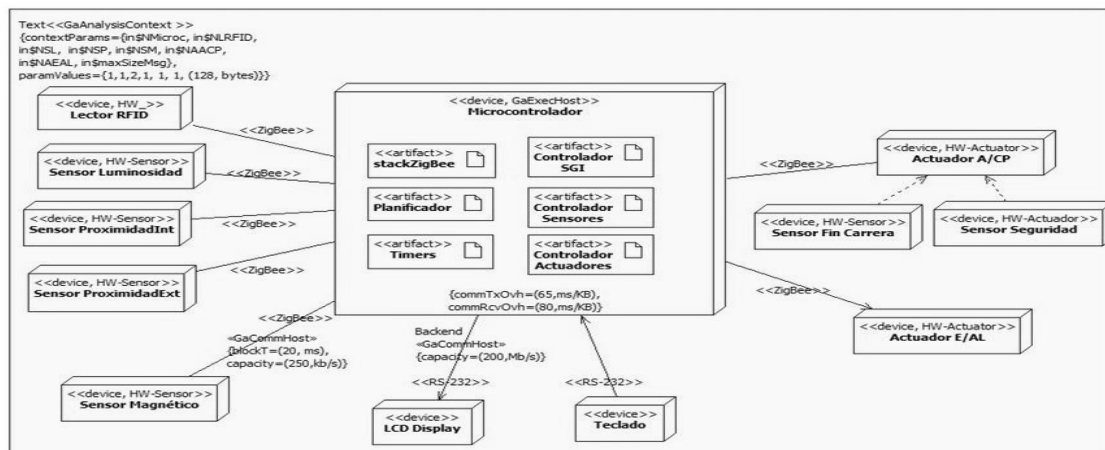 Text<<GaAnalysisContext >>
{contextParams={in$NMicroc, in$NLRFID,
in$NSL, in$NSP, in$NSM, in$NAACP,
in$NAEAL, in$maxSizeMsg},
paramValues={1,1,2,1, 1, 1, (128, bytes)}}
<<device, HW_>>
Lector RFID
<<ZigBee>>
<<device, HW-Sensor>>
Sensor Luminosidad
<<ZigBee>>
<<device, HW-Sensor>>
Sensor ProximidadInt
<<ZigBee>>
<<device, HW-Sensor>>
Sensor ProximidadExt
<<ZigBee>>
<<ZigBee>>
«GaCommHost»
{blockT=(20, ms),
capacity=(250,kb/s)}
<<device, HW-Sensor>>
Sensor Magnético
<<device, GaExecHost>>
Microcontrolador
<<artifact>>
stackZigBee
<<artifact>>
Controlador
SGI
<<artifact>>
Planificador
<<artifact>>
Controlador
Sensores
<<artifact>>
Timers
<<artifact>>
Controlador
Actuadores
{commTxOvh=(65,ms/KB),
commRcvOvh=(80,ms/KB)}
Backend
«GaCommHost»
{capacity=(200,Mb/s)}
<<RS-232>>
<<RS-232>>
<<device>>
LCD Display
<<device>>
Teclado
<<ZigBee>>
<<device, HW-Actuator>>
Actuador A/CP
<<device, HW-Sensor>>
Sensor Fin Carrera
<<device, HW-Actuator>>
Sensor Seguridad
<<ZigBee>>
<<device, HW-Actuator>>
Actuador E/AL